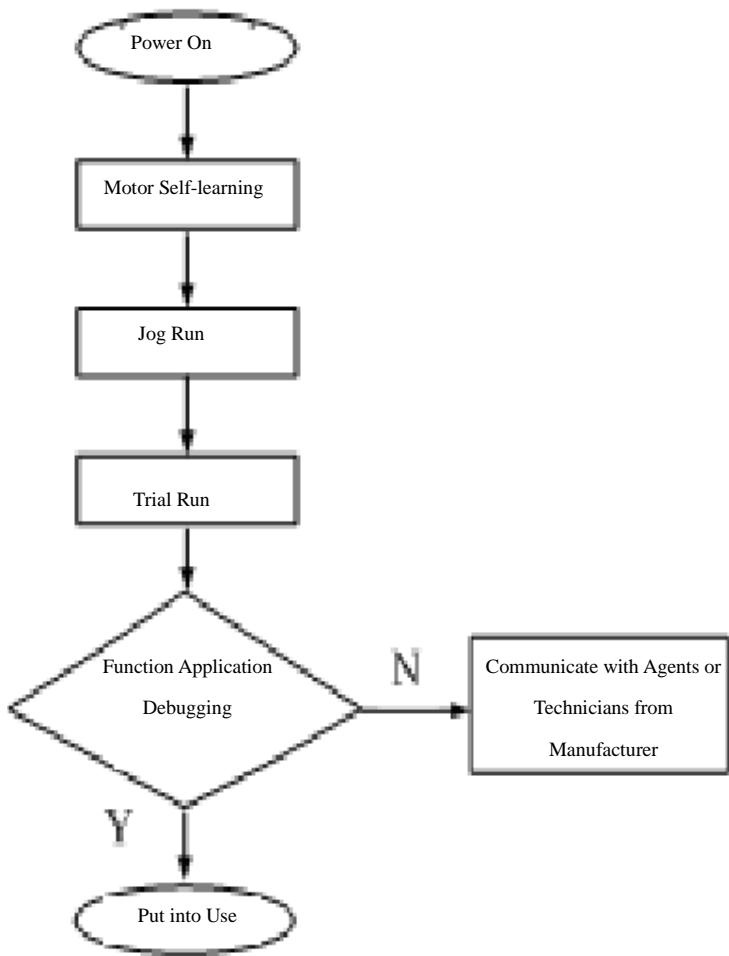 Power On
Motor Self-learning
Jog Run
Trial Run
Function Application
Debugging
N
Communicate with Agents or
Technicians from
Manufacturer
Y
Put into Use